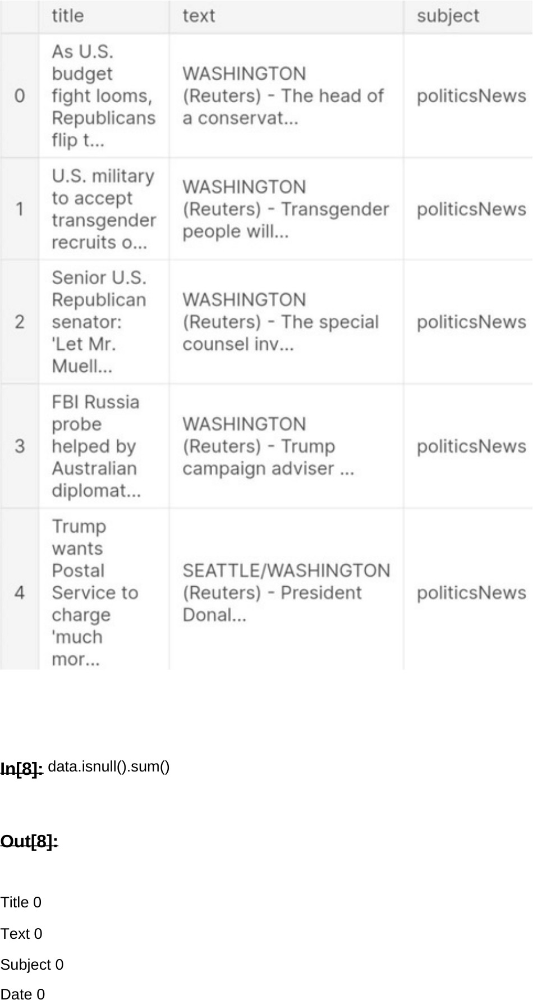 title text subject
As U.S.
budget
fight looms,
Republicans
flip t...
0
WASHINGTON
(Reuters) - The head of
a conservat...
politicsNews
U.S. military
to accept
transgender
recruits o...
1
WASHINGTON
(Reuters) - Transgender
people will...
politicsNews
Senior U.S.
Republican
senator:
'Let Mr.
Muell...
2
WASHINGTON
(Reuters) - The special
counsel inv...
politicsNews
FBI Russia
probe
helped by
Australian
diplomat...
3
WASHINGTON
(Reuters) - Trump
campaign adviser ...
politicsNews
Trump
wants
Postal
Service to
charge
'much
mor...
4
SEATTLE/WASHINGTON
(Reuters) - President
Donal...
politicsNews
In[8]: data.isnull().sum()
Out[8]:
Title 0
Text 0
Subject 0
Date 0